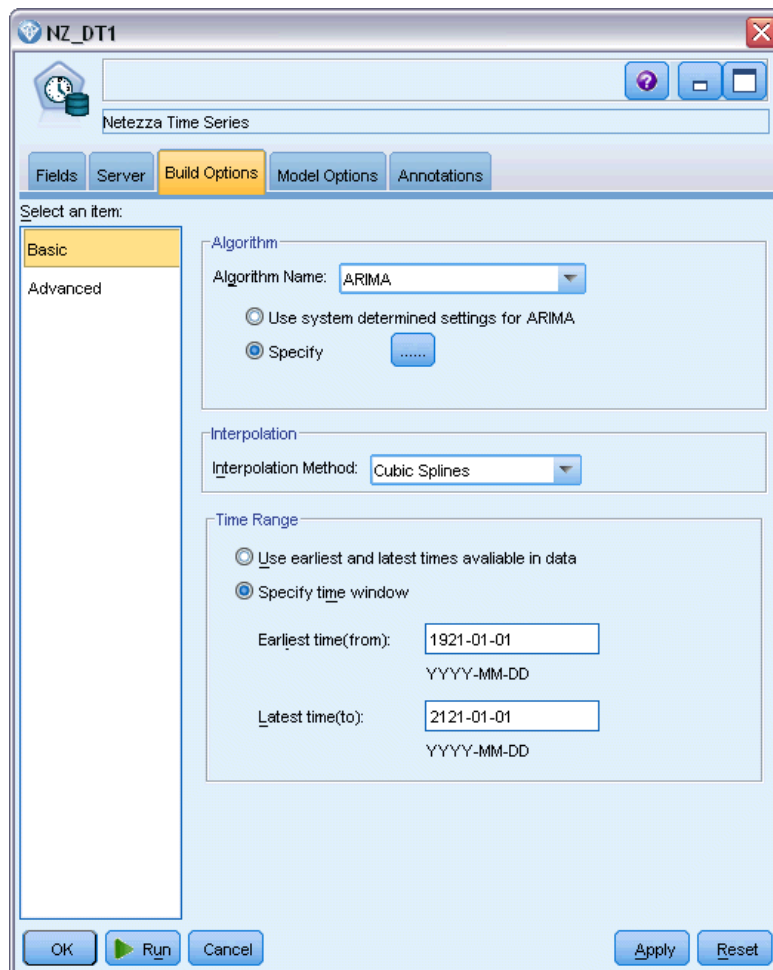 NZ_DT1
Netezza Time Series
Fields
Server
Build Options
Model Options
Annotations
Select an item:
Basic
Advanced
Algorithm
Algorithm Name:
ARIMA
Use system determined settings for ARIMA
Specify
......
Interpolation
Interpolation Method:
Cubic Splines
Time Range
Use earliest and latest times avaliable in data
Specify time window
Earliest time(from):
1921-01-01
YYYY-MM-DD
Latest time(to):
2121-01-01
YYYY-MM-DD
OK
Run
Cancel
Apply
Reset